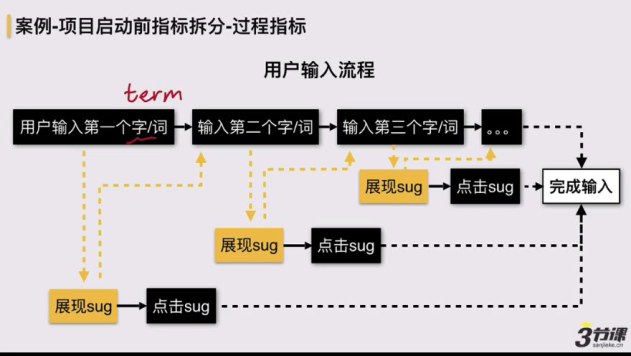 案例-项目启动前指标拆分-过程指标
用户输入流程
term
用户输入第一个字/词
输入第二个字/词
输入第三个字/词
。。。
展现sug
点击sug
完成输入
展现sug
点击sug
展现sug
点击sug
3节课
sanjieke.cn